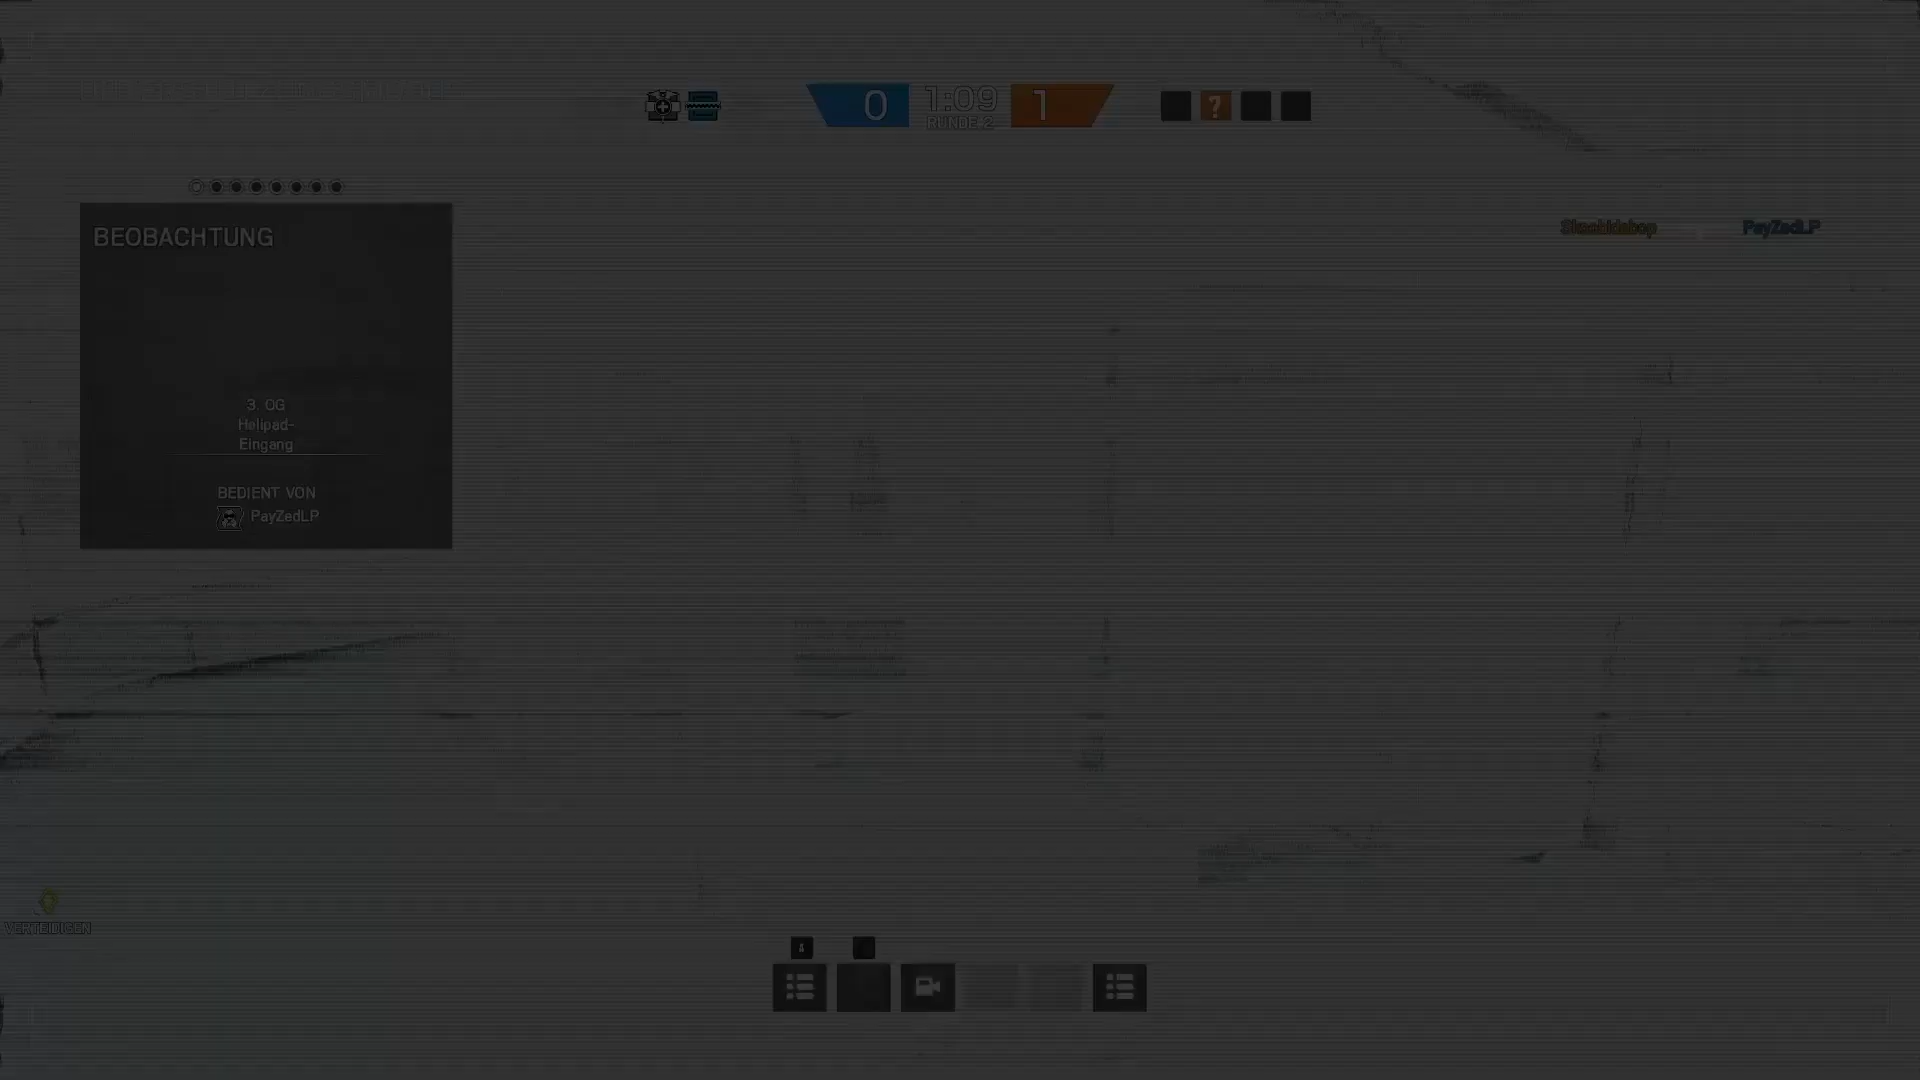 0
1:09
RUNDE 2
1
?
BEOBACHTUNG
PayZedLP
3. OG
Helipad-
Eingang
BEDIENT VON
PayZedLP
VERTEIDIGEN